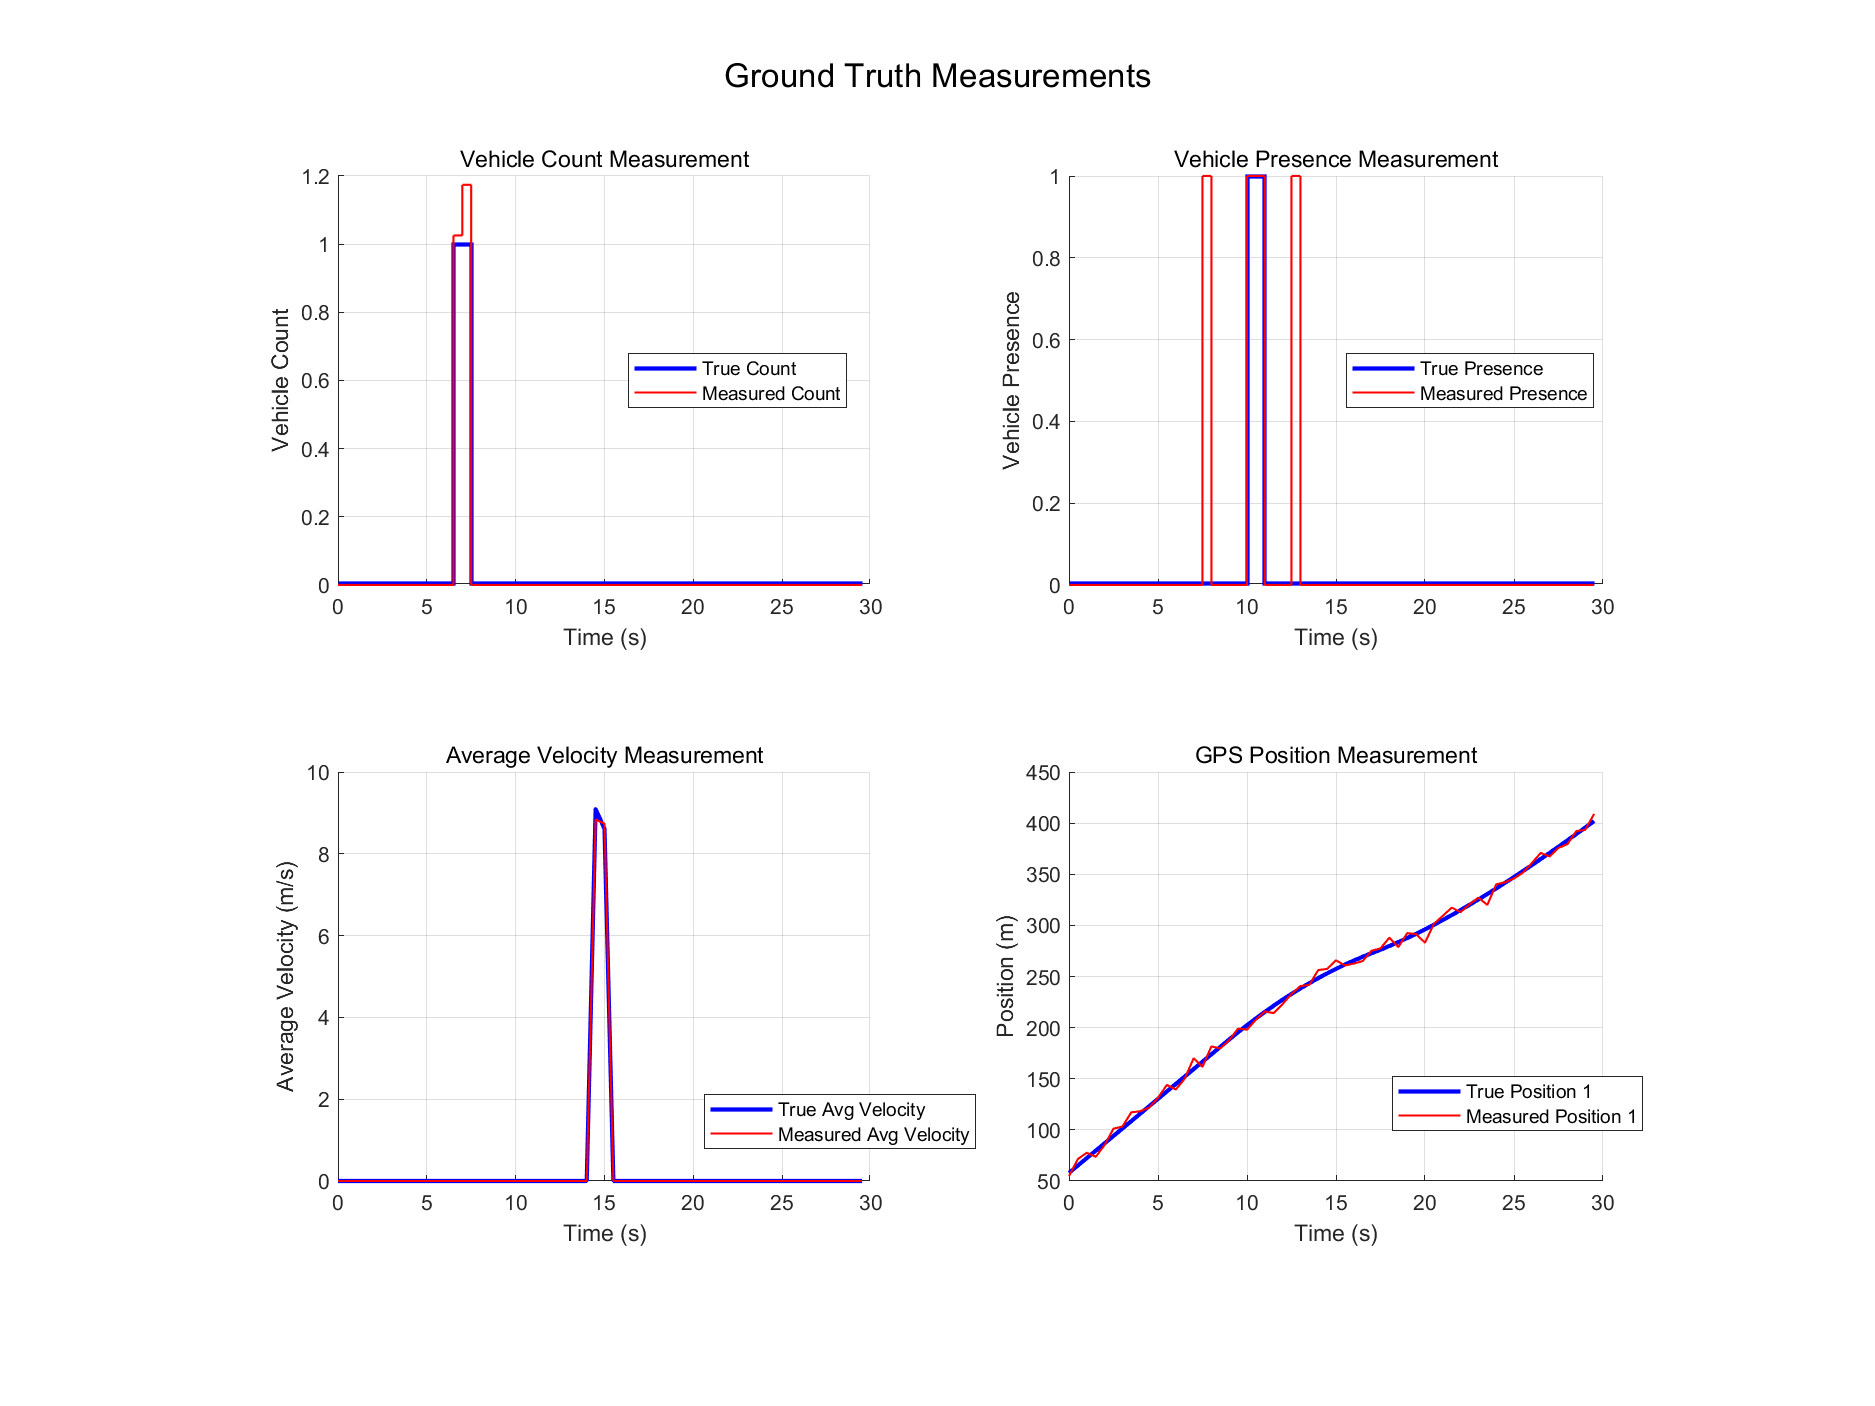 Ground Truth Measurements
Vehicle Count Measurement
1.2
1
0.8
0.6
0.4
0.2
0
Vehicle Count
0 5 10 15 20 25 30
Time (s)
True Count
Measured Count
Vehicle Presence Measurement
1
0.8
0.6
0.4
0.2
0
Vehicle Presence
0 5 10 15 20 25 30
Time (s)
True Presence
Measured Presence
Average Velocity Measurement
10
8
6
4
2
0
Average Velocity (m/s)
0 5 10 15 20 25 30
Time (s)
True Avg Velocity
Measured Avg Velocity
GPS Position Measurement
450
400
350
300
250
200
150
100
50
Position (m)
0 5 10 15 20 25 30
Time (s)
True Position 1
Measured Position 1